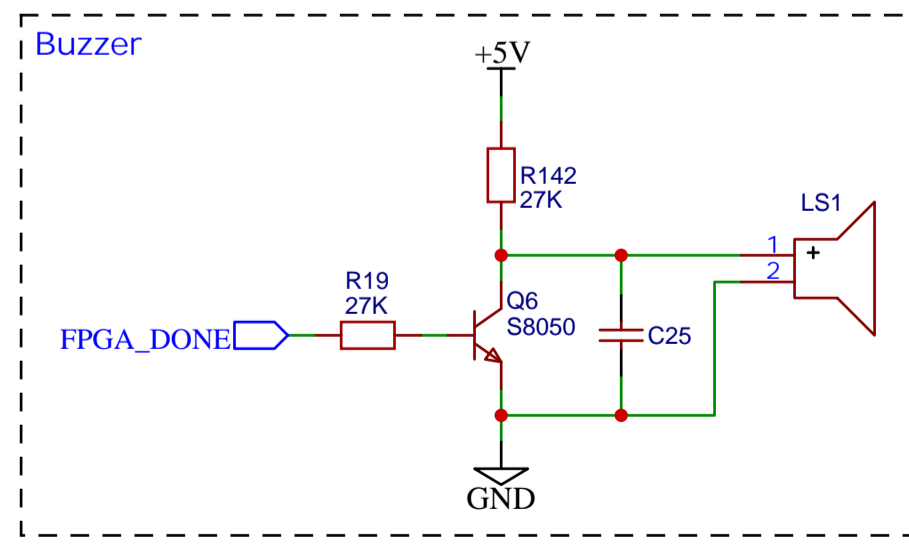 Buzzer
+5V
R142
27K
LS1
1
+
2
R19
27K
Q6
S8050
FPGA_DONE
C25
GND